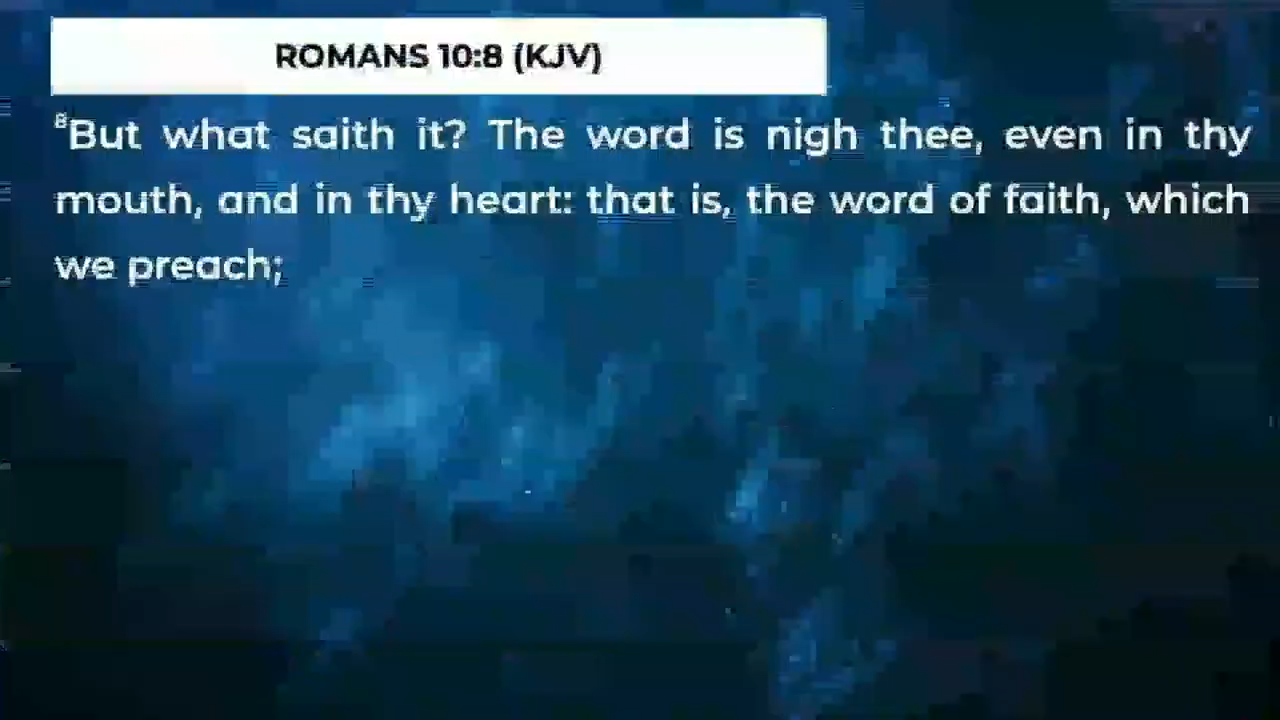 ROMANS 10:8 (KJV)
⁸But what saith it? The word is nigh thee, even in thy
mouth, and in thy heart: that is, the word of faith, which
we preach;